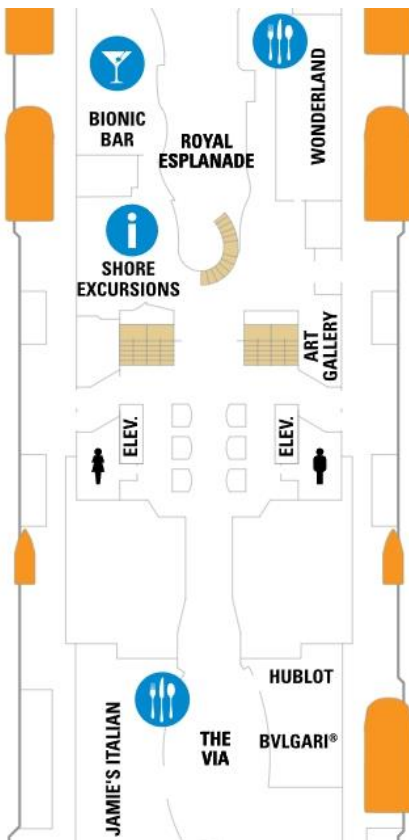 BIONIC
BAR
ROYAL
ESPLANADE
WONDERLAND
i
SHORE
EXCURSIONS
ART
GALLERY
ELEV.
ELEV.
HUBLOT
JAMIE'S ITALIAN
THE
VIA
BVLGARI®